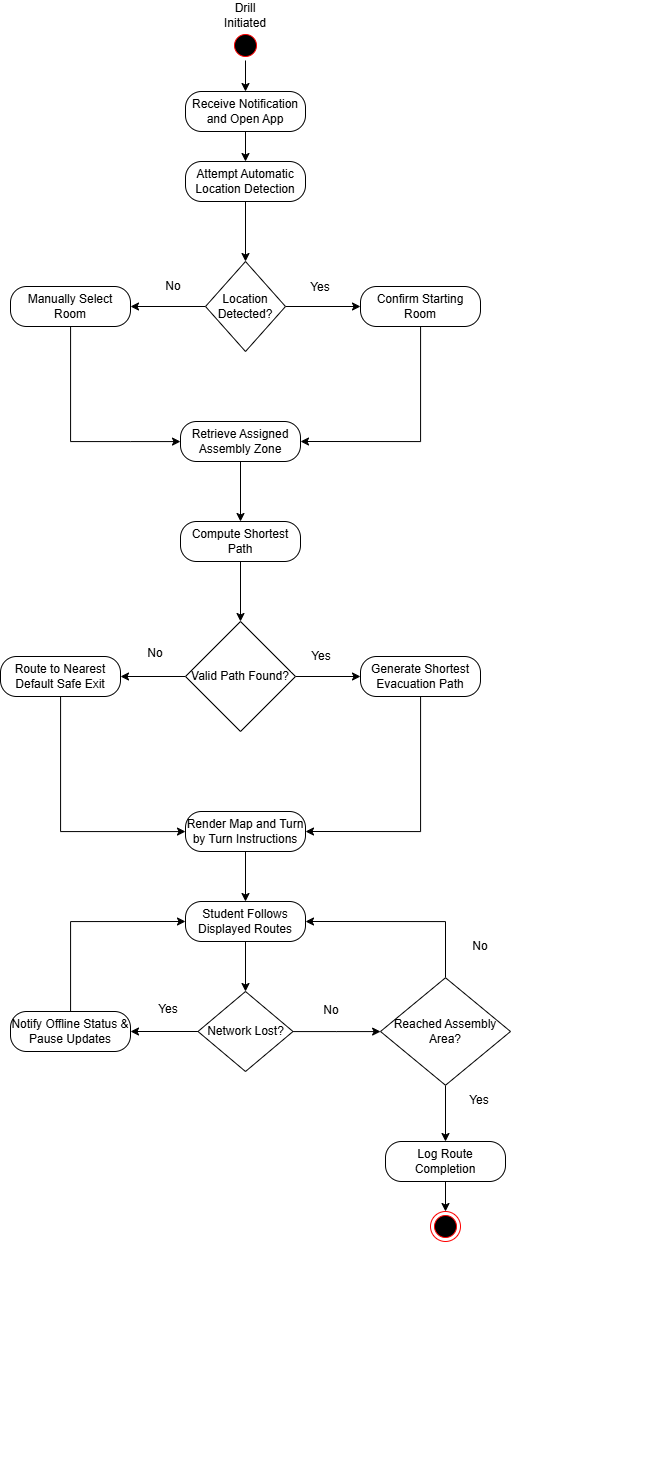 Drill
Initiated
Receive Notification
and Open App
Attempt Automatic
Location Detection
No
Yes
Manually Select
Room
Location
Detected?
Confirm Starting
Room
Retrieve Assigned
Assembly Zone
Compute Shortest
Path
No
Yes
Route to Nearest
Default Safe Exit
Valid Path Found?
Generate Shortest
Evacuation Path
Render Map and Turn
by Turn Instructions
Student Follows
Displayed Routes
No
Yes
No
Notify Offline Status &
Pause Updates
Network Lost?
Reached Assembly
Area?
Yes
Log Route
Completion